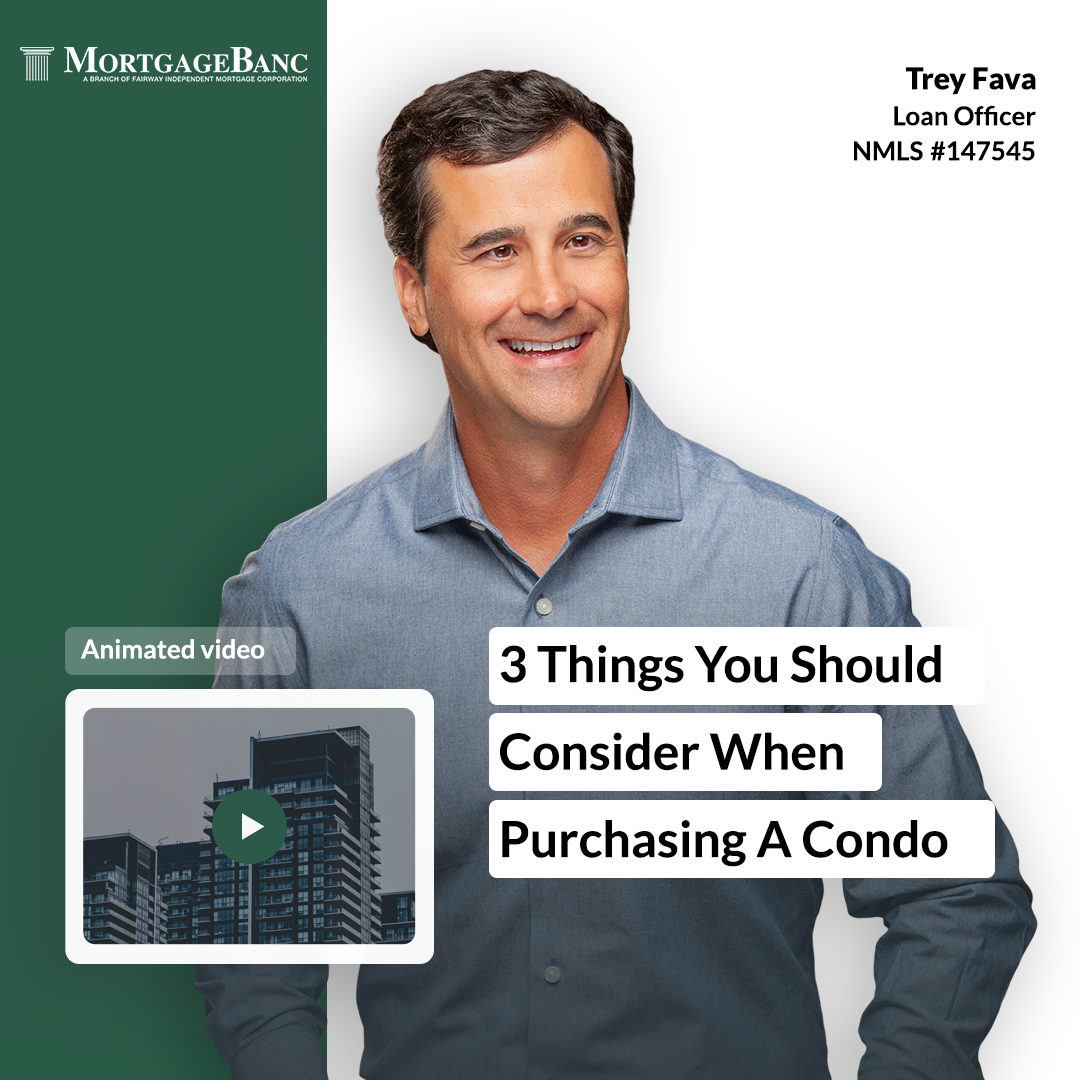 MORTGAGEBANC
A BRANCH OF FAIRWAY INDEPENDENT MORTGAGE CORPORATION
Trey Fava
Loan Officer
NMLS #147545
Animated video
3 Things You Should
Consider When
Purchasing A Condo